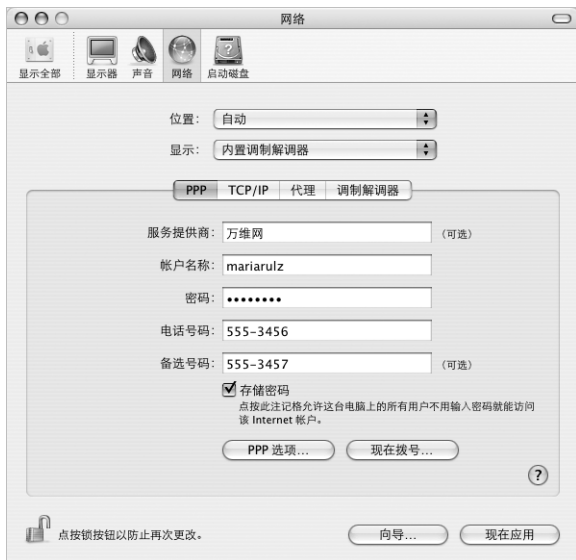 网络
显示全部
显示器
声音
网络
启动磁盘
位置：
自动
显示：
内置调制解调器
PPP
TCP/IP
代理
调制解调器
服务提供商：
万维网
(可选)
帐户名称：
mariarulz
密码：
••••••••
电话号码：
555-3456
备选号码：
555-3457
(可选)
存储密码
点按此注记格允许这台电脑上的所有用户不用输入密码就能访问
该 Internet 帐户。
PPP 选项...
现在拨号...
?
点按锁按钮以防止再次更改。
向导...
现在应用